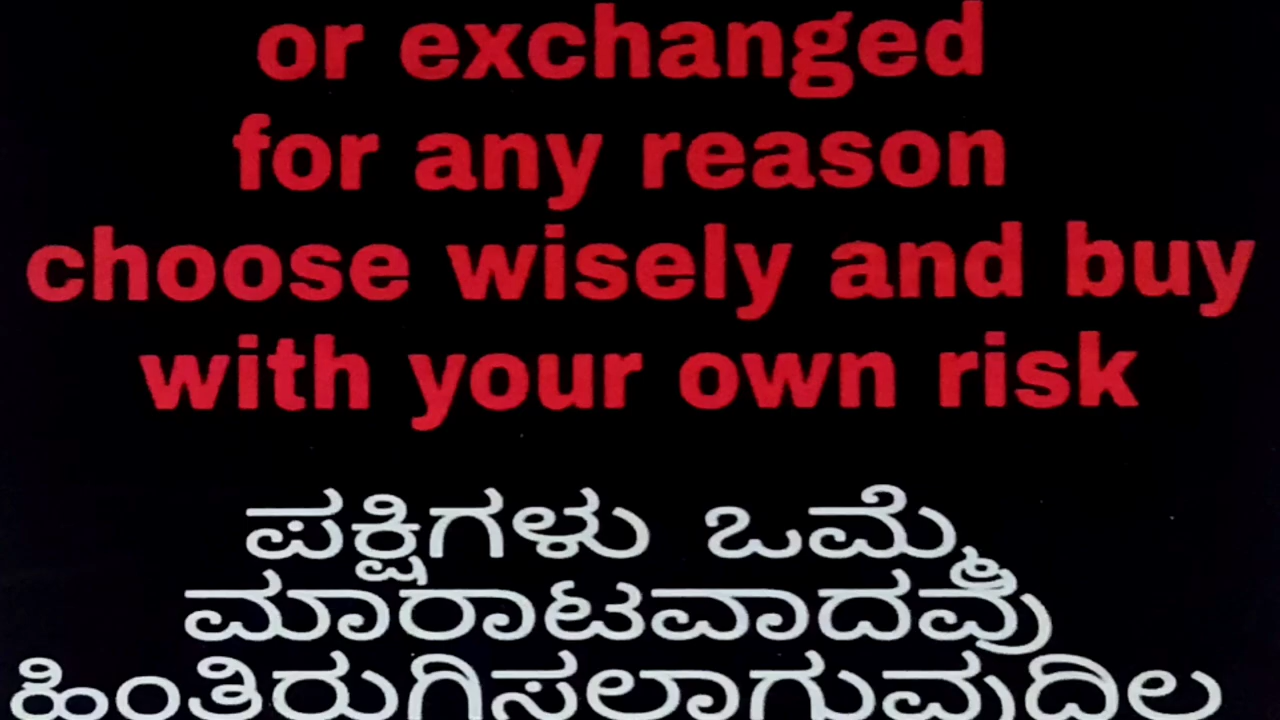 or exchanged
for any reason
choose wisely and buy
with your own risk
ಪಕ್ಷಿಗಳು ಒಮ್ಮೆ
ಮಾರಾಟವಾದವು
ಹಿಂತಿರುಗಿಸಲಾಗುವುದಿಲ